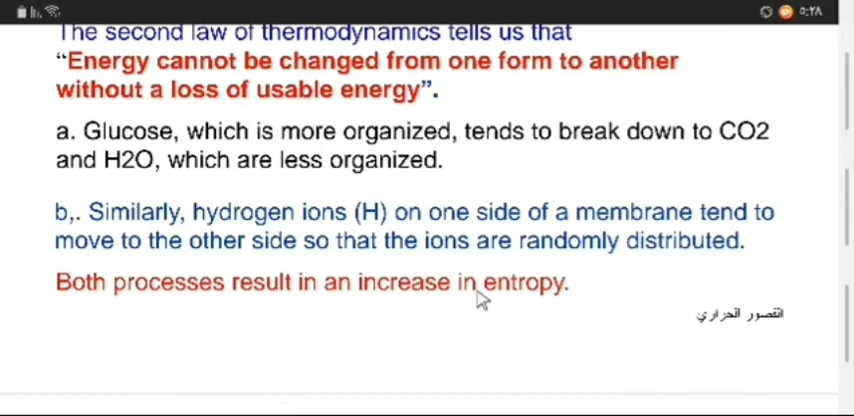 ٥:٢٨
The second law of thermodynamics tells us that
“Energy cannot be changed from one form to another
without a loss of usable energy”.
a. Glucose, which is more organized, tends to break down to CO2
and H2O, which are less organized.
b,. Similarly, hydrogen ions (H) on one side of a membrane tend to
move to the other side so that the ions are randomly distributed.
Both processes result in an increase in entropy.
القصور الحراري